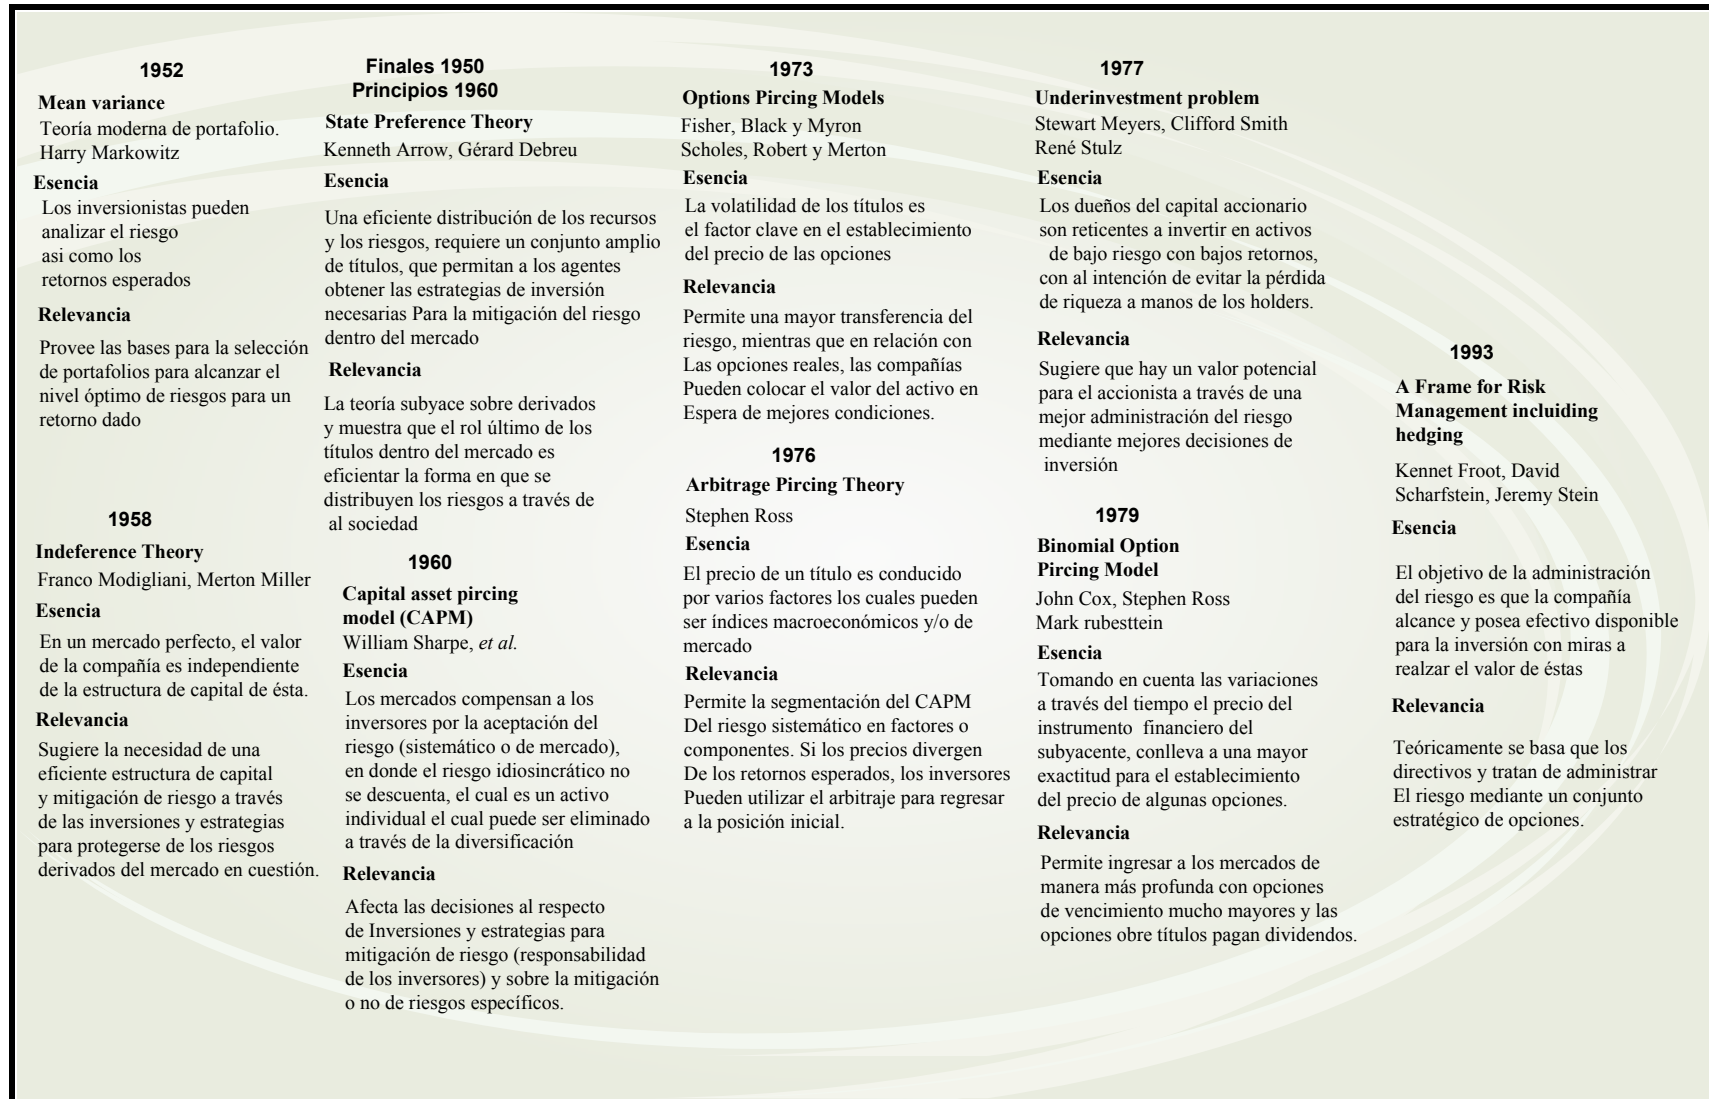 1952
Mean variance
Teoría moderna de portafolio.
Harry Markowitz
Esencia
Los inversionistas pueden
analizar el riesgo
asi como los
retornos esperados
Relevancia
Provee las bases para la selección
de portafolios para alcanzar el
nivel óptimo de riesgos para un
retorno dado
1958
Indeference Theory
Franco Modigliani, Merton Miller
Esencia
En un mercado perfecto, el valor
de la compañía es independiente
de la estructura de capital de ésta.
Relevancia
Sugiere la necesidad de una
eficiente estructura de capital
y mitigación de riesgo a través
de las inversiones y estrategias
para protegerse de los riesgos
derivados del mercado en cuestión.
Finales 1950
Principios 1960
State Preference Theory
Kenneth Arrow, Gérard Debreu
Esencia
Una eficiente distribución de los recursos
y los riesgos, requiere un conjunto amplio
de títulos, que permitan a los agentes
obtener las estrategias de inversión
necesarias Para la mitigación del riesgo
dentro del mercado
Relevancia
La teoría subyace sobre derivados
y muestra que el rol último de los
títulos dentro del mercado es
eficientar la forma en que se
distribuyen los riesgos a través de
al sociedad
1960
Capital asset pircing
model (CAPM)
William Sharpe, et al.
Esencia
Los mercados compensan a los
inversores por la aceptación del
riesgo (sistemático o de mercado),
en donde el riesgo idiosincrático no
se descuenta, el cual es un activo
individual el cual puede ser eliminado
a través de la diversificación
Relevancia
Afecta las decisiones al respecto
de Inversiones y estrategias para
mitigación de riesgo (responsabilidad
de los inversores) y sobre la mitigación
o no de riesgos específicos.
1973
Options Pircing Models
Fisher, Black y Myron
Scholes, Robert y Merton
Esencia
La volatilidad de los títulos es
el factor clave en el establecimiento
del precio de las opciones
Relevancia
Permite una mayor transferencia del
riesgo, mientras que en relación con
Las opciones reales, las compañías
Pueden colocar el valor del activo en
Espera de mejores condiciones.
1976
Arbitrage Pircing Theory
Stephen Ross
Esencia
El precio de un título es conducido
por varios factores los cuales pueden
ser índices macroeconómicos y/o de
mercado
Relevancia
Permite la segmentación del CAPM
Del riesgo sistemático en factores o
componentes. Si los precios divergen
De los retornos esperados, los inversores
Pueden utilizar el arbitraje para regresar
a la posición inicial.
1977
Underinvestment problem
Stewart Meyers, Clifford Smith
René Stulz
Esencia
Los dueños del capital accionario
son reticentes a invertir en activos
de bajo riesgo con bajos retornos,
con al intención de evitar la pérdida
de riqueza a manos de los holders.
Relevancia
Sugiere que hay un valor potencial
para el accionista a través de una
mejor administración del riesgo
mediante mejores decisiones de
inversión
1979
Binomial Option
Pircing Model
John Cox, Stephen Ross
Mark rubesttein
Esencia
Tomando en cuenta las variaciones
a través del tiempo el precio del
instrumento financiero del
subyacente, conlleva a una mayor
exactitud para el establecimiento
del precio de algunas opciones.
Relevancia
Permite ingresar a los mercados de
manera más profunda con opciones
de vencimiento mucho mayores y las
opciones obre títulos pagan dividendos.
1993
A Frame for Risk
Management incluiding
hedging
Kennet Froot, David
Scharfstein, Jeremy Stein
Esencia
El objetivo de la administración
del riesgo es que la compañía
alcance y posea efectivo disponible
para la inversión con miras a
realzar el valor de éstas
Relevancia
Teóricamente se basa que los
directivos y tratan de administrar
El riesgo mediante un conjunto
estratégico de opciones.